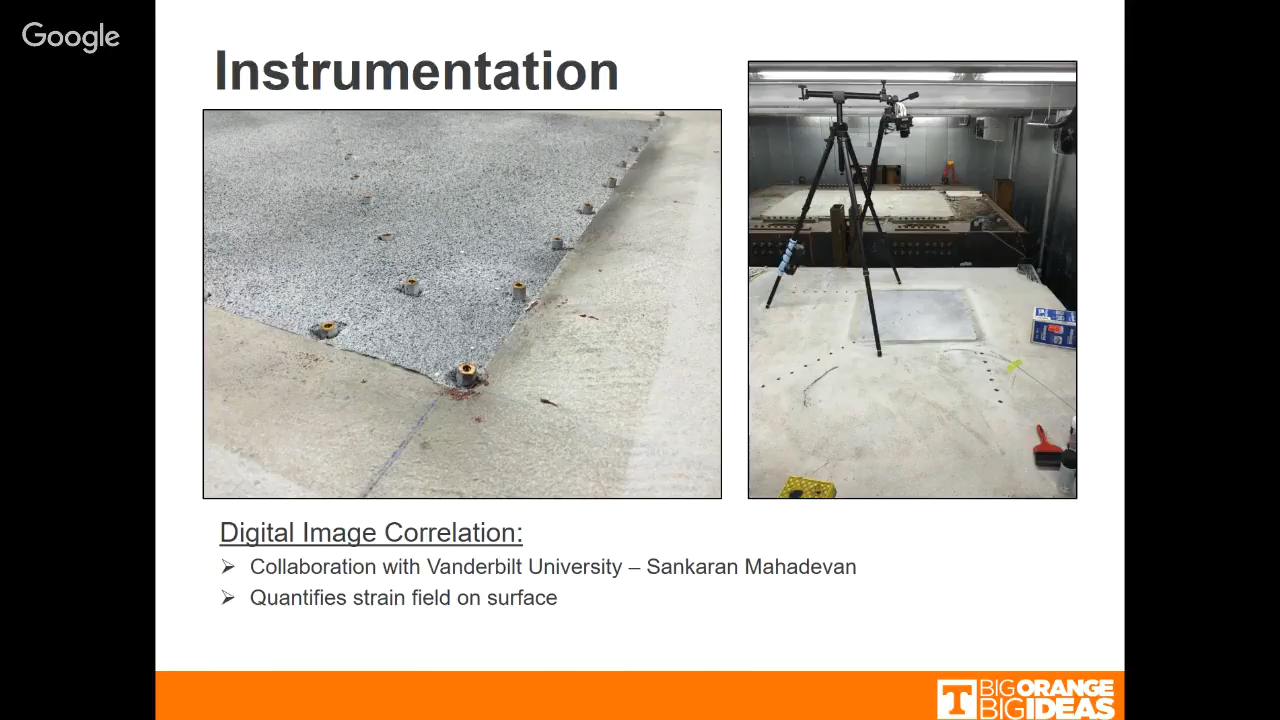 Google
Instrumentation
Digital Image Correlation:
➢ Collaboration with Vanderbilt University – Sankaran Mahadevan
➢ Quantifies strain field on surface
T BIG ORANGE
BIG IDEAS